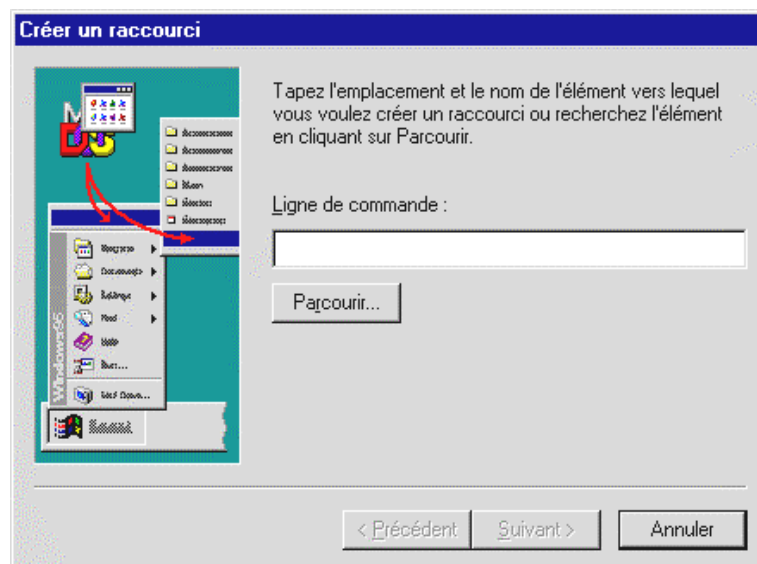 Créer un raccourci
Tapez l'emplacement et le nom de l'élément vers lequel
vous voulez créer un raccourci ou recherchez l'élément
en cliquant sur Parcourir.
Ligne de commande :
Parcourir...
Windows95
< Précédent
Suivant >
Annuler